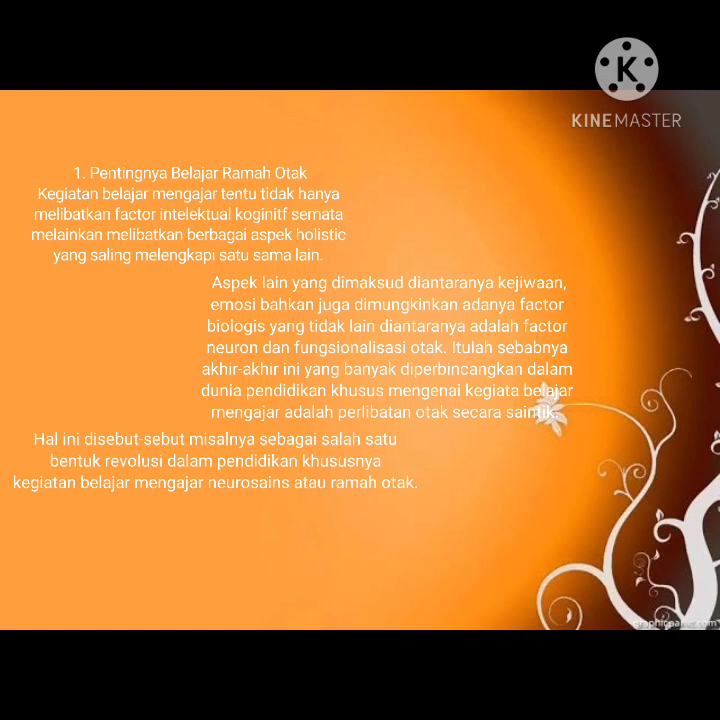 KINEMASTER
1. Pentingnya Belajar Ramah Otak
Kegiatan belajar mengajar tentu tidak hanya
melibatkan factor intelektual koginitf semata
melainkan melibatkan berbagai aspek holistic
yang saling melengkapi satu sama lain.
Aspek lain yang dimaksud diantaranya kejiwaan,
emosi bahkan juga dimungkinkan adanya factor
biologis yang tidak lain diantaranya adalah factor
neuron dan fungsionalisasi otak. Itulah sebabnya
akhir-akhir ini yang banyak diperbincangkan dalam
dunia pendidikan khusus mengenai kegiata belajar
mengajar adalah perlibatan otak secara saintik.
Hal ini disebut-sebut misalnya sebagai salah satu
bentuk revolusi dalam pendidikan khususnya
kegiatan belajar mengajar neurosains atau ramah otak.
graphicpanic.com